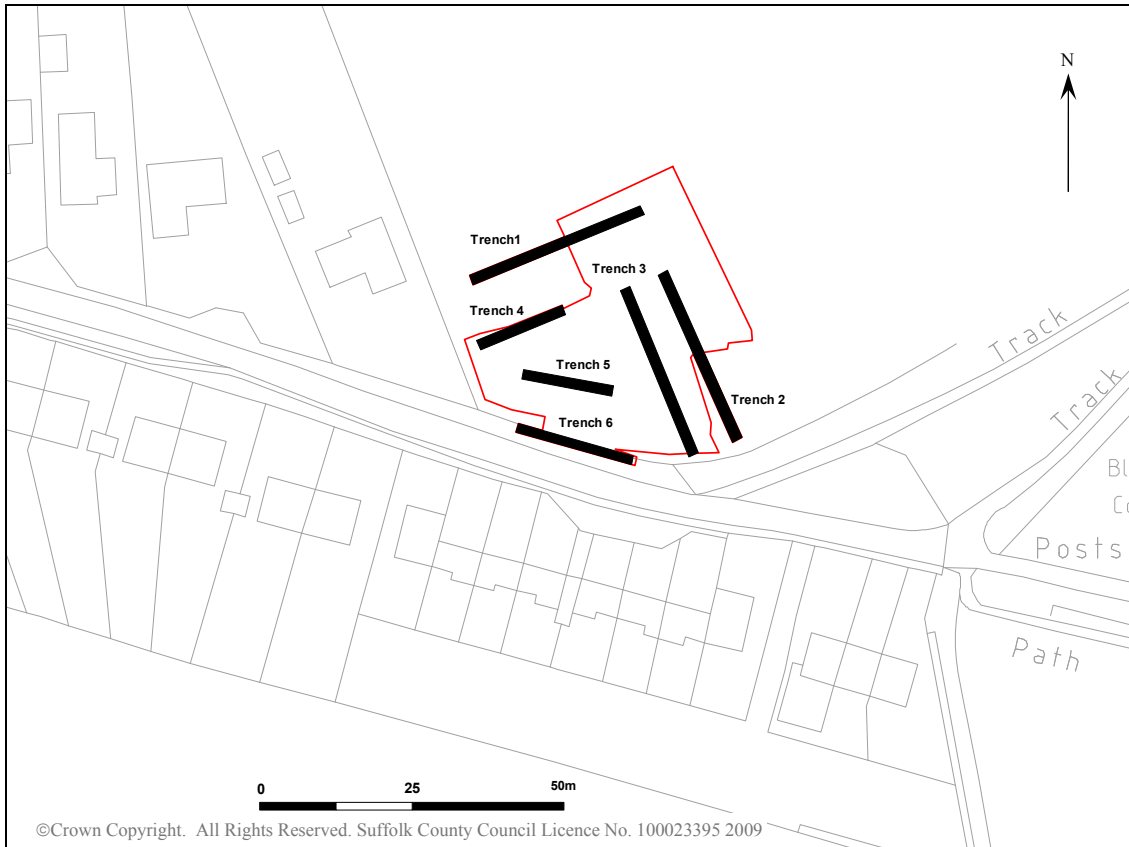 N
Trench1
Trench 3
Trench 4
Track
Trench 5
Track
Trench 2
Trench 6
Posts
Path
0 25 50m
©Crown Copyright. All Rights Reserved. Suffolk County Council Licence No. 100023395 2009